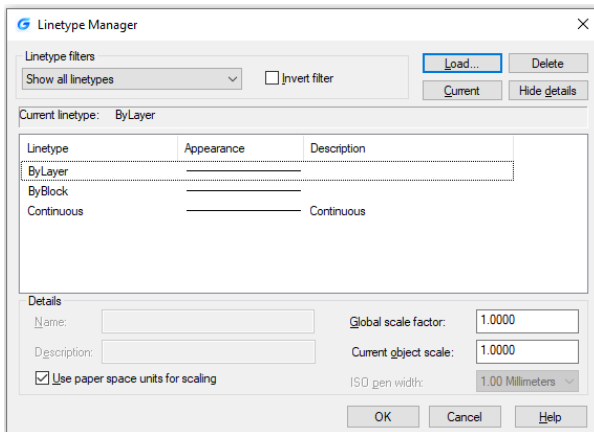 Linetype Manager
Linetype filters
Show all linetypes
Invert filter
Load...
Delete
Current
Hide details
Current linetype: ByLayer
Linetype Appearance Description
ByLayer
ByBlock
Continuous Continuous
Details
Name:
Description:
Use paper space units for scaling
Global scale factor: 1.0000
Current object scale: 1.0000
ISO pen width: 1.00 Millimeters
OK Cancel Help